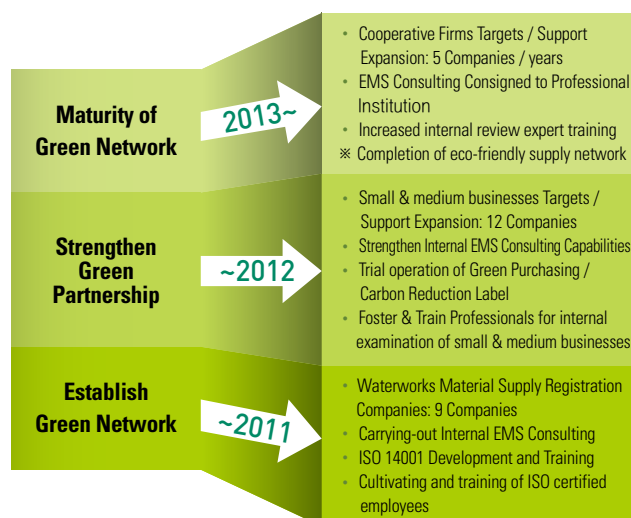 Maturity of
Green Network
2013~
• Cooperative Firms Targets / Support
Expansion: 5 Companies / years
• EMS Consulting Consigned to Professional
Institution
• Increased internal review expert training
※ Completion of eco-friendly supply network
Strengthen
Green
Partnership
~2012
• Small & medium businesses Targets /
Support Expansion: 12 Companies
• Strengthen Internal EMS Consulting Capabilities
• Trial operation of Green Purchasing /
Carbon Reduction Label
• Foster & Train Professionals for internal
examination of small & medium businesses
Establish
Green Network
~2011
• Waterworks Material Supply Registration
Companies: 9 Companies
• Carrying-out Internal EMS Consulting
• ISO 14001 Development and Training
• Cultivating and training of ISO certified
employees